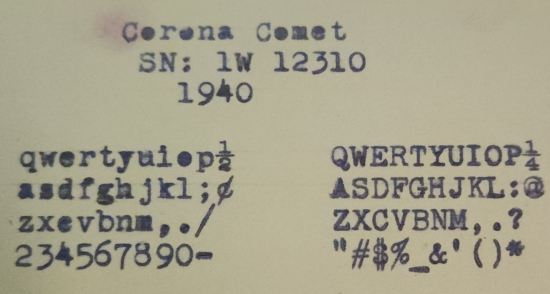 Corona Comet
SN: 1W 12310
1940
qwertyuiop½ QWERTYUIOP¼
asdfghjkl;¢ ASDFGHJKL:@
zxcvbnm,./ ZXCVBNM,.?
234567890- "#$%_&'()*